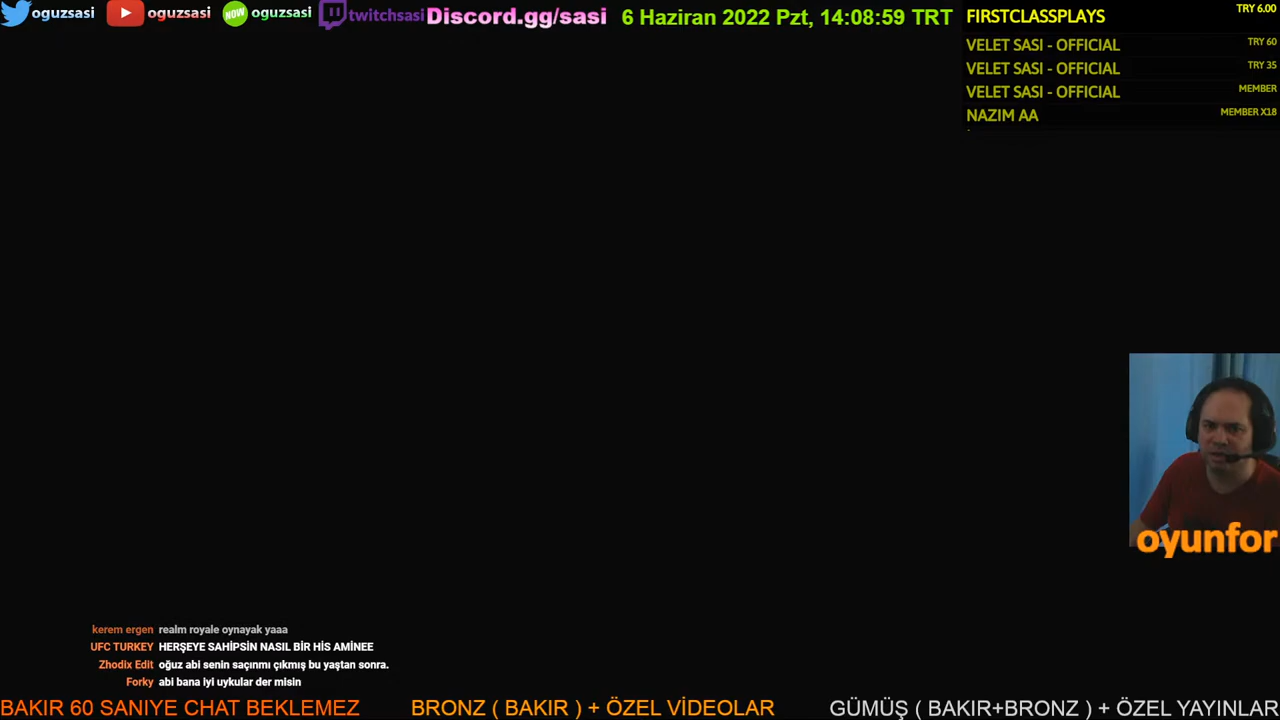 oguzsasi oguzsasi NOW oguzsasi twitchsasi Discord.gg/sasi 6 Haziran 2022 Pzt, 14:08:59 TRT
FIRSTCLASSPLAYS TRY 6.00
VELET SASI - OFFICIAL TRY 60
VELET SASI - OFFICIAL TRY 35
VELET SASI - OFFICIAL MEMBER
NAZIM AA MEMBER X18
oyunfor
kerem ergen realm royale oynayak yaaa
UFC TURKEY HERŞEYE SAHİPSİN NASIL BİR HİS AMİNEE
Zhodix Edit oğuz abi senin saçınmı çıkmış bu yaştan sonra.
Forky abi bana iyi uykular der misin
BAKIR 60 SANIYE CHAT BEKLEMEZ BRONZ ( BAKIR ) + ÖZEL VİDEOLAR GÜMÜŞ ( BAKIR+BRONZ ) + ÖZEL YAYINLAR